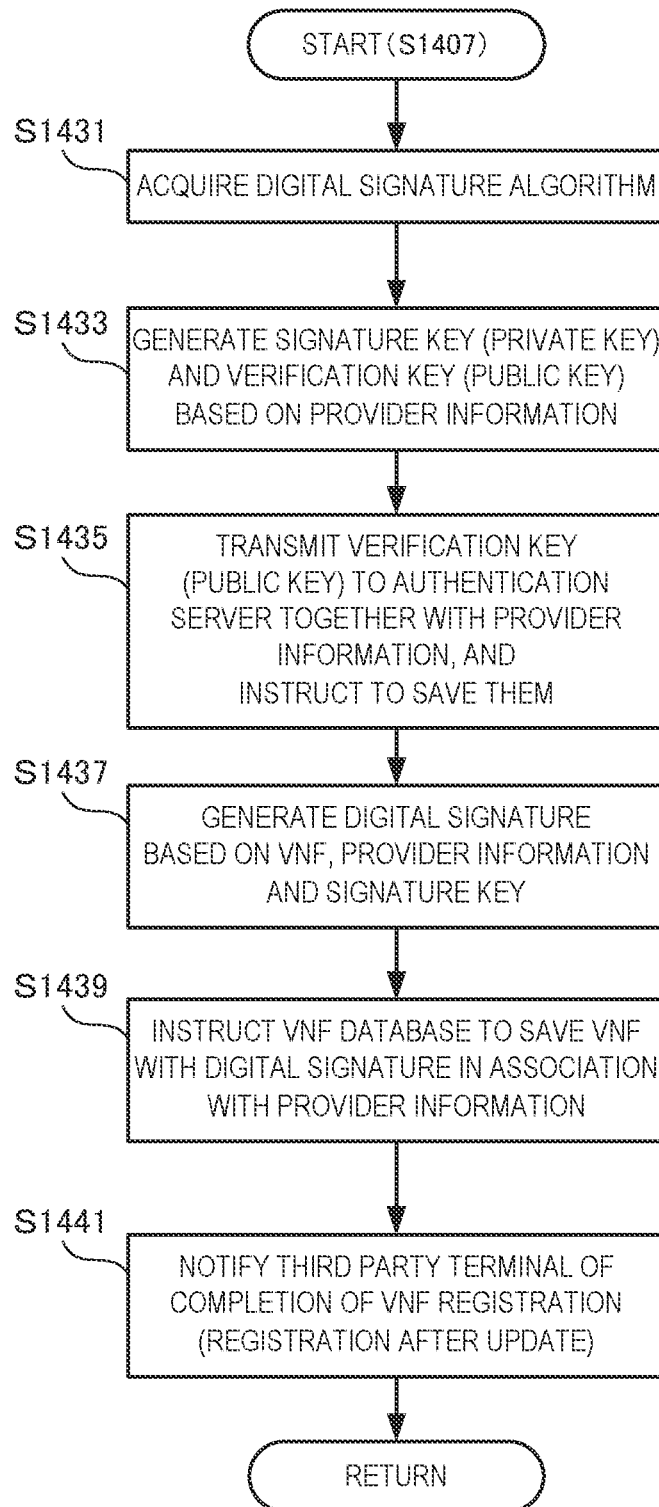 START(S1407)
S1431
ACQUIRE DIGITAL SIGNATURE ALGORITHM
S1433
GENERATE SIGNATURE KEY (PRIVATE KEY)
AND VERIFICATION KEY (PUBLIC KEY)
BASED ON PROVIDER INFORMATION
S1435
TRANSMIT VERIFICATION KEY
(PUBLIC KEY) TO AUTHENTICATION
SERVER TOGETHER WITH PROVIDER
INFORMATION, AND
INSTRUCT TO SAVE THEM
S1437
GENERATE DIGITAL SIGNATURE
BASED ON VNF, PROVIDER INFORMATION
AND SIGNATURE KEY
S1439
INSTRUCT VNF DATABASE TO SAVE VNF
WITH DIGITAL SIGNATURE IN ASSOCIATION
WITH PROVIDER INFORMATION
S1441
NOTIFY THIRD PARTY TERMINAL OF
COMPLETION OF VNF REGISTRATION
(REGISTRATION AFTER UPDATE)
RETURN